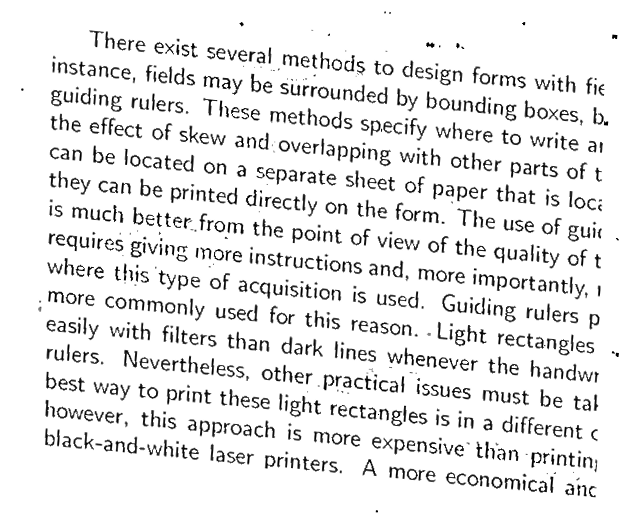 There exist several methods to design forms with fie
instance, fields may be surrounded by bounding boxes, b
guiding rulers. These methods specify where to write ar
the effect of skew and overlapping with other parts of t
can be located on a separate sheet of paper that is loca
they can be printed directly on the form. The use of guid
is much better from the point of view of the quality of t
requires giving more instructions and, more importantly,
where this type of acquisition is used. Guiding rulers p
more commonly used for this reason. Light rectangles
easily with filters than dark lines whenever the handwr
rulers. Nevertheless, other practical issues must be tak
best way to print these light rectangles is in a different c
however, this approach is more expensive than printing
black-and-white laser printers. A more economical and